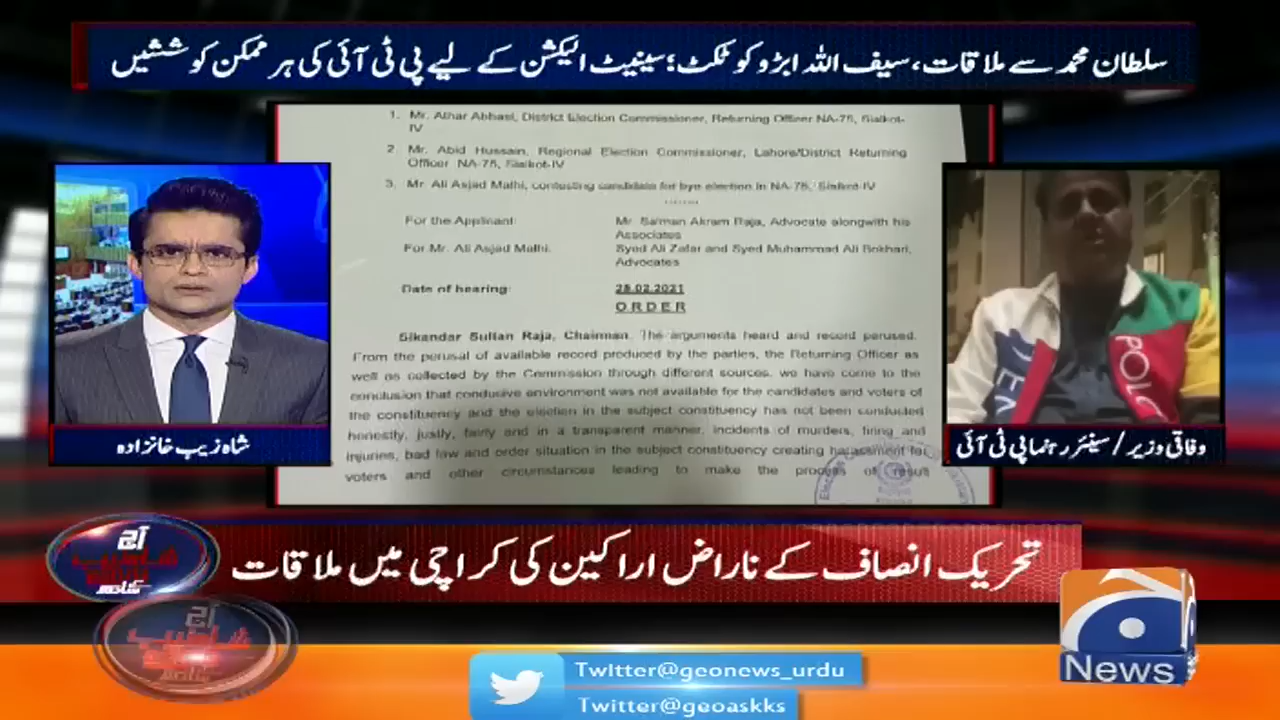 سلطان محمد سے ملاقات، سیف اللہ ابڑو کو ٹکٹ؛ سینیٹ الیکشن کے لیے پی ٹی آئی کی ہر ممکن کوششیں
1. Mr. Athar Abbasi, District Election Commissioner, Returning Officer NA-75, Sialkot-
IV
2. Mr. Abid Hussain, Regional Election Commissioner, Lahore/District Returning
Officer NA-75, Sialkot-IV
3. Mr. Ali Asjad Malhi, contesting candidate for bye election in NA-75, Sialkot-IV
For the Applicant: Mr. Salman Akram Raja, Advocate alongwith his
Associates
For Mr. Ali Asjad Malhi: Syed Ali Zafar and Syed Muhammad Ali Bokhari,
Advocates
Date of hearing: 25.02.2021
ORDER
Sikandar Sultan Raja, Chairman. The arguments heard and record perused.
From the perusal of available record produced by the parties, the Returning Officer as
well as collected by the Commission through different sources, we have come to the
conclusion that conducive environment was not available for the candidates and voters of
the constituency and the election in the subject constituency has not been conducted
honestly, justly, fairly and in a transparent manner, incidents of murders, firing and
injuries, bad law and order situation in the subject constituency creating harassment for
voters and other circumstances leading to make the process of result
شاہ زیب خانزادہ
وفاقی وزیر / سینئر رہنما پی ٹی آئی
POLO
تحریک انصاف کے ناراض اراکین کی کراچی میں ملاقات
آج
شاہزیب
خانزادہ
کے ساتھ
آج
شاہزیب
Geo
News
Twitter@geonews_urdu
Twitter@geoaskks